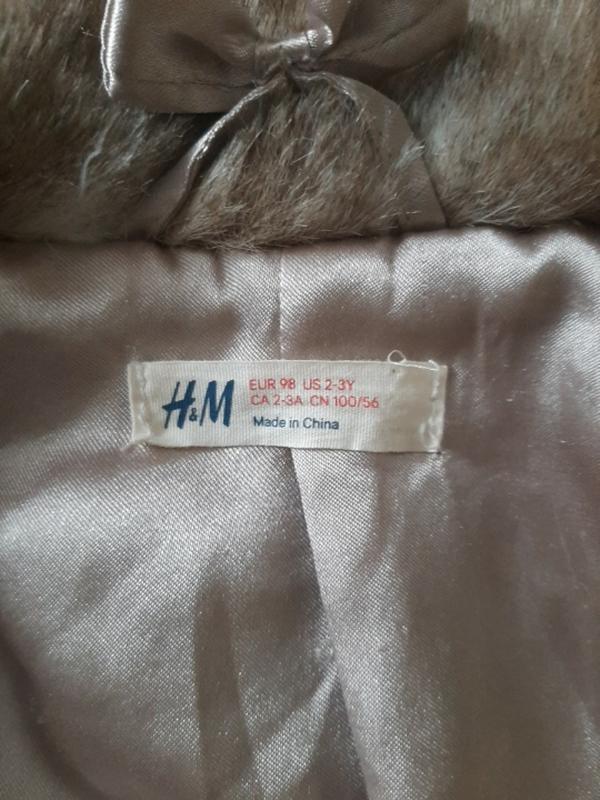 H&M
EUR 98 US 2-3Y
CA 2-3A CN 100/56
Made in China